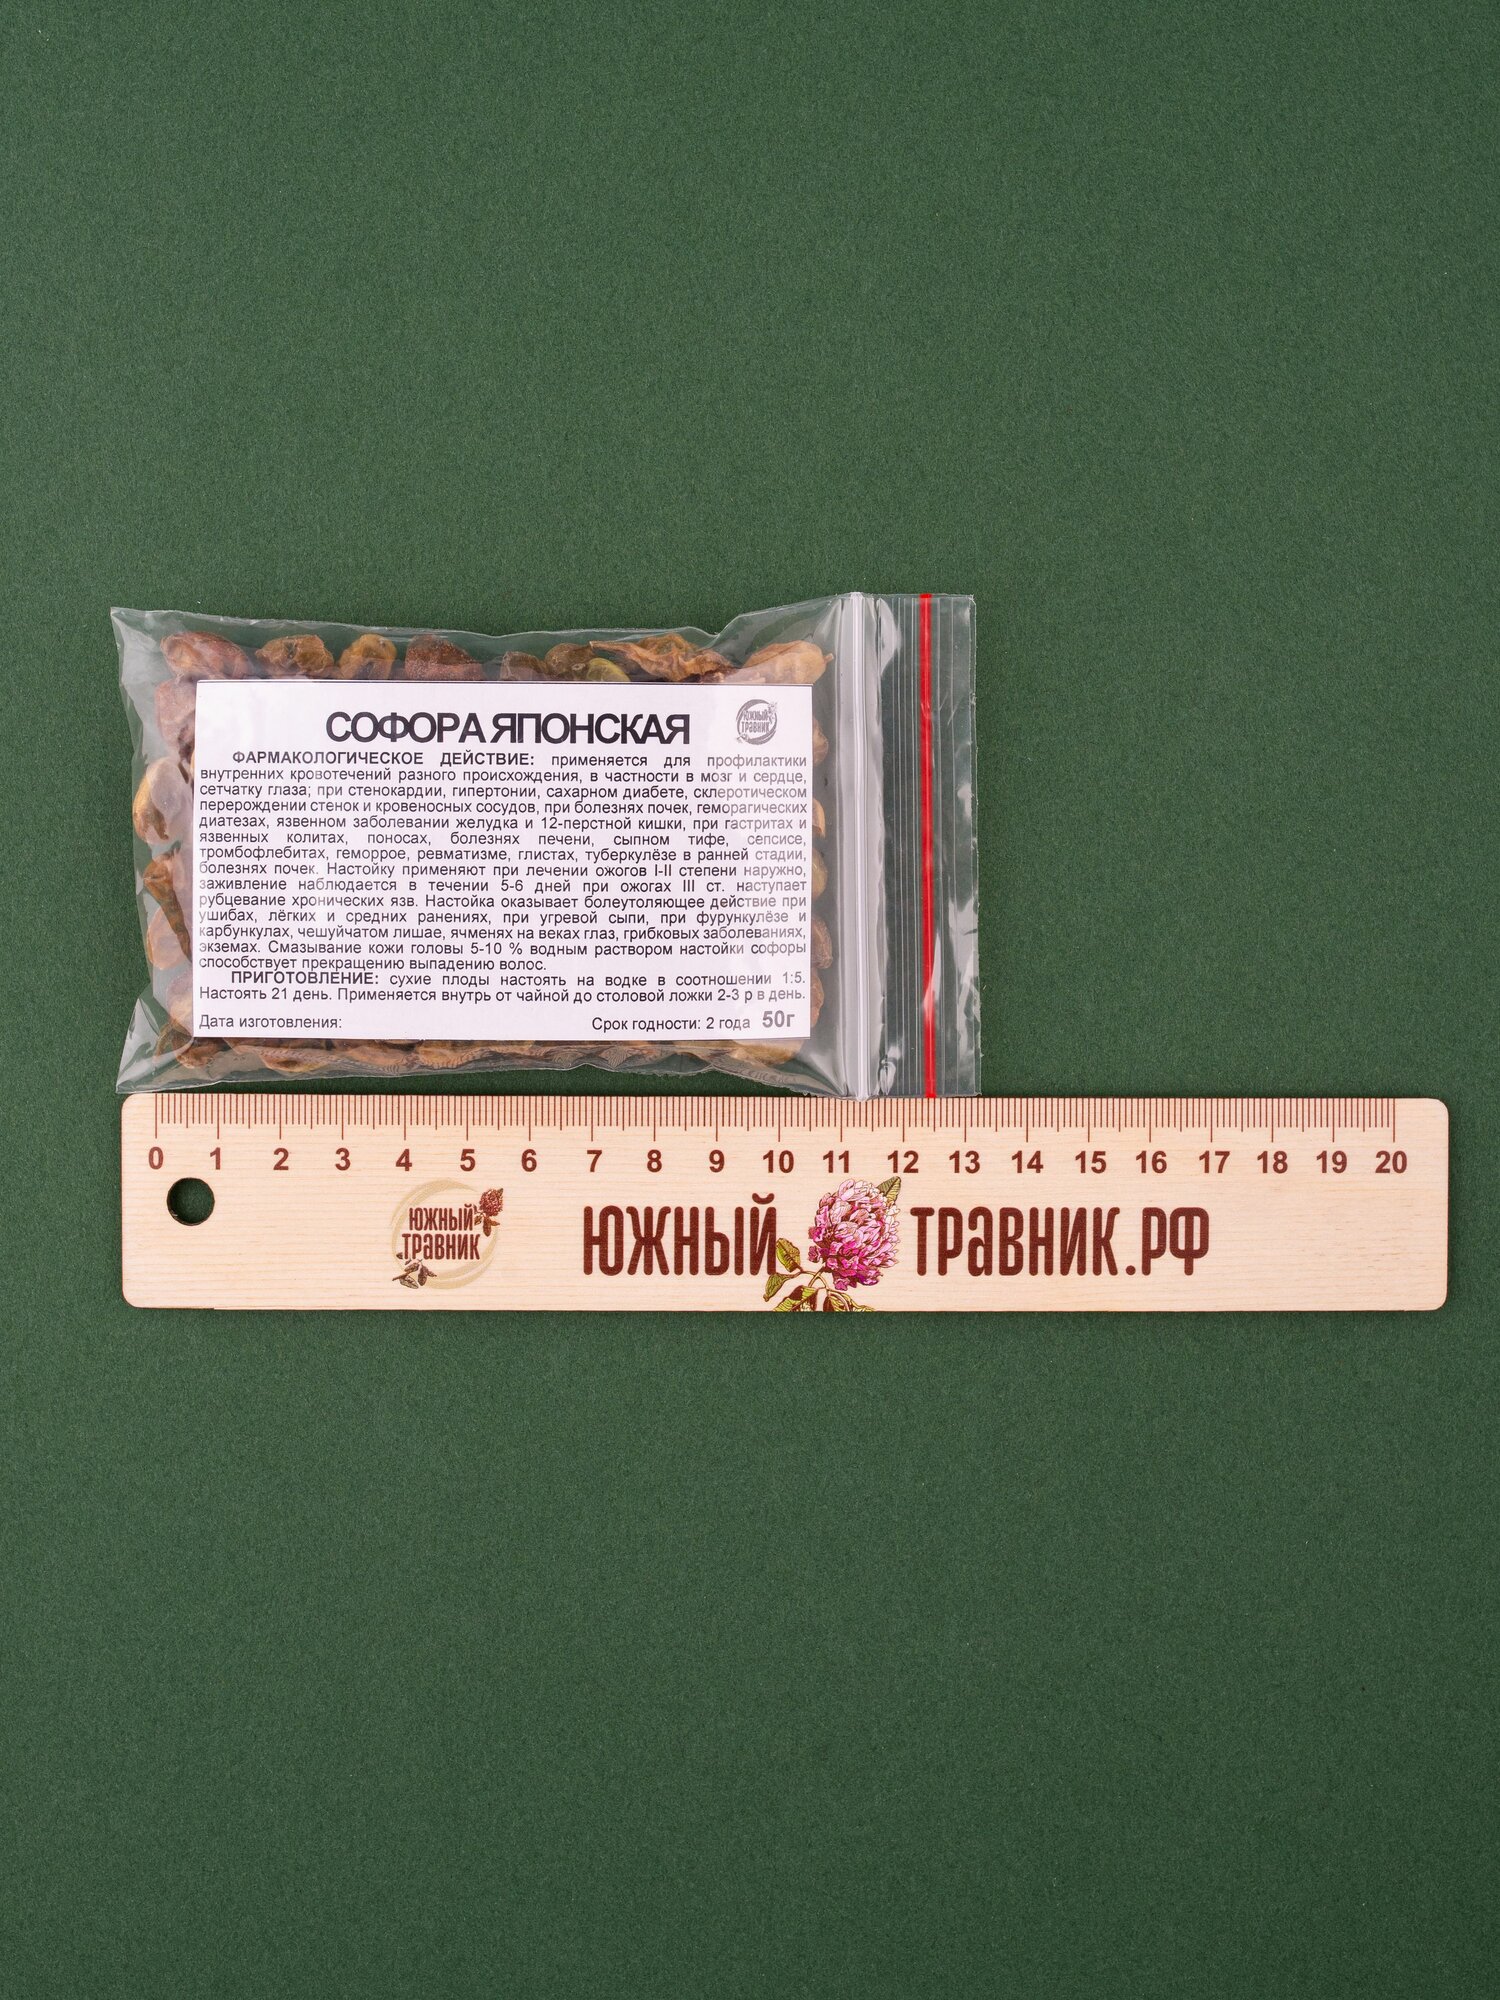 СОФОРА ЯПОНСКАЯ
ЮЖНЫЙ
ТРАВНИК
ФАРМАКОЛОГИЧЕСКОЕ ДЕЙСТВИЕ: применяется для профилактики
внутренних кровотечений разного происхождения, в частности в мозг и сердце,
сетчатку глаза; при стенокардии, гипертонии, сахарном диабете, склеротическом
перерождении стенок и кровеносных сосудов, при болезнях почек, геморагических
диатезах, язвенном заболевании желудка и 12-перстной кишки, при гастритах и
язвенных колитах, поносах, болезнях печени, сыпном тифе, сепсисе,
тромбофлебитах, геморрое, ревматизме, глистах, туберкулёзе в ранней стадии,
болезнях почек. Настойку применяют при лечении ожогов I-II степени наружно,
заживление наблюдается в течении 5-6 дней при ожогах III ст. наступает
рубцевание хронических язв. Настойка оказывает болеутоляющее действие при
ушибах, лёгких и средних ранениях, при угревой сыпи, при фурункулёзе и
карбункулах, чешуйчатом лишае, ячменях на веках глаз, грибковых заболеваниях,
экземах. Смазывание кожи головы 5-10 % водным раствором настойки софоры
способствует прекращению выпадению волос.
ПРИГОТОВЛЕНИЕ: сухие плоды настоять на водке в соотношении 1:5.
Настоять 21 день. Применяется внутрь от чайной до столовой ложки 2-3 р в день.
Дата изготовления: Срок годности: 2 года 50г
0 1 2 3 4 5 6 7 8 9 10 11 12 13 14 15 16 17 18 19 20
ЮЖНЫЙ
ТРАВНИК
ЮЖНЫЙ ТРАВНИК.РФ